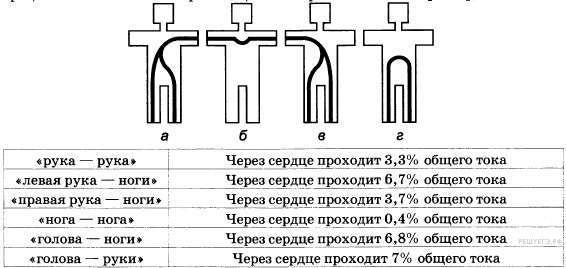 а б в г
«рука — рука» Через сердце проходит 3,3% общего тока
«левая рука — ноги» Через сердце проходит 6,7% общего тока
«правая рука — ноги» Через сердце проходит 3,7% общего тока
«нога — нога» Через сердце проходит 0,4% общего тока
«голова — ноги» Через сердце проходит 6,8% общего тока
«голова — руки» Через сердце проходит 7% общего тока
РЕШУЕГЭ.РФ